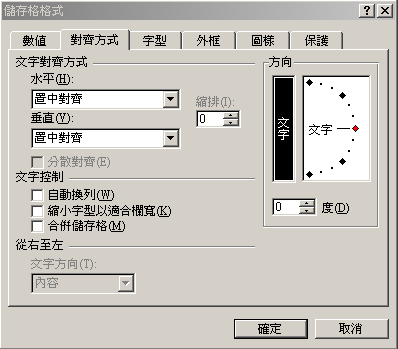 儲存格格式
數值 對齊方式 字型 外框 圖樣 保護
文字對齊方式
水平(H):
置中對齊
縮排(I):
垂直(V):
0
置中對齊
分散對齊(E)
文字控制
自動換列(W)
縮小字型以適合欄寬(K)
合併儲存格(M)
從右至左
文字方向(T):
內容
方向
文字
文字
0 度(D)
確定 取消